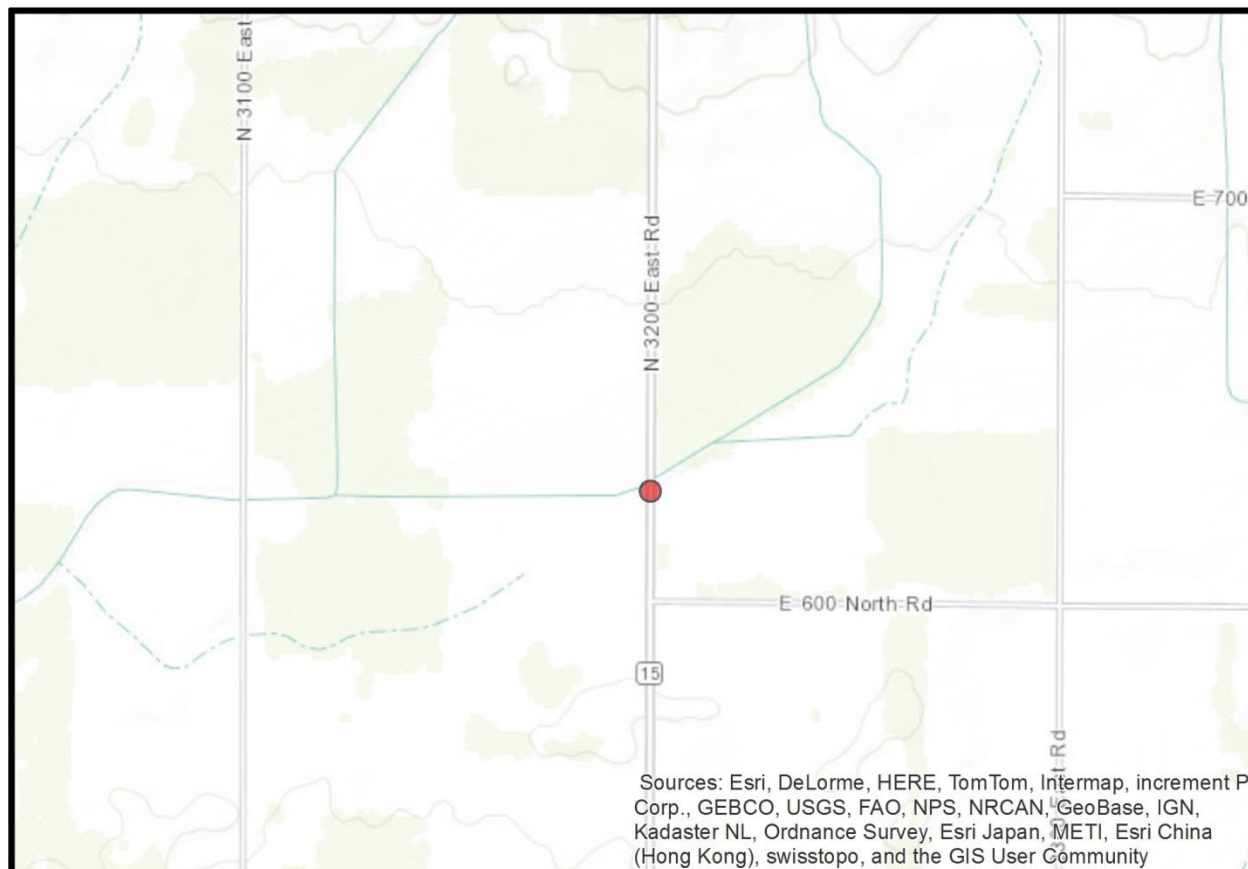 N 3100 East
N 3200 East Rd
E 700
E 600 North Rd
15
East Rd
Sources: Esri, DeLorme, HERE, TomTom, Intermap, increment P
Corp., GEBCO, USGS, FAO, NPS, NRCAN, GeoBase, IGN,
Kadaster NL, Ordnance Survey, Esri Japan, METI, Esri China
(Hong Kong), swisstopo, and the GIS User Community